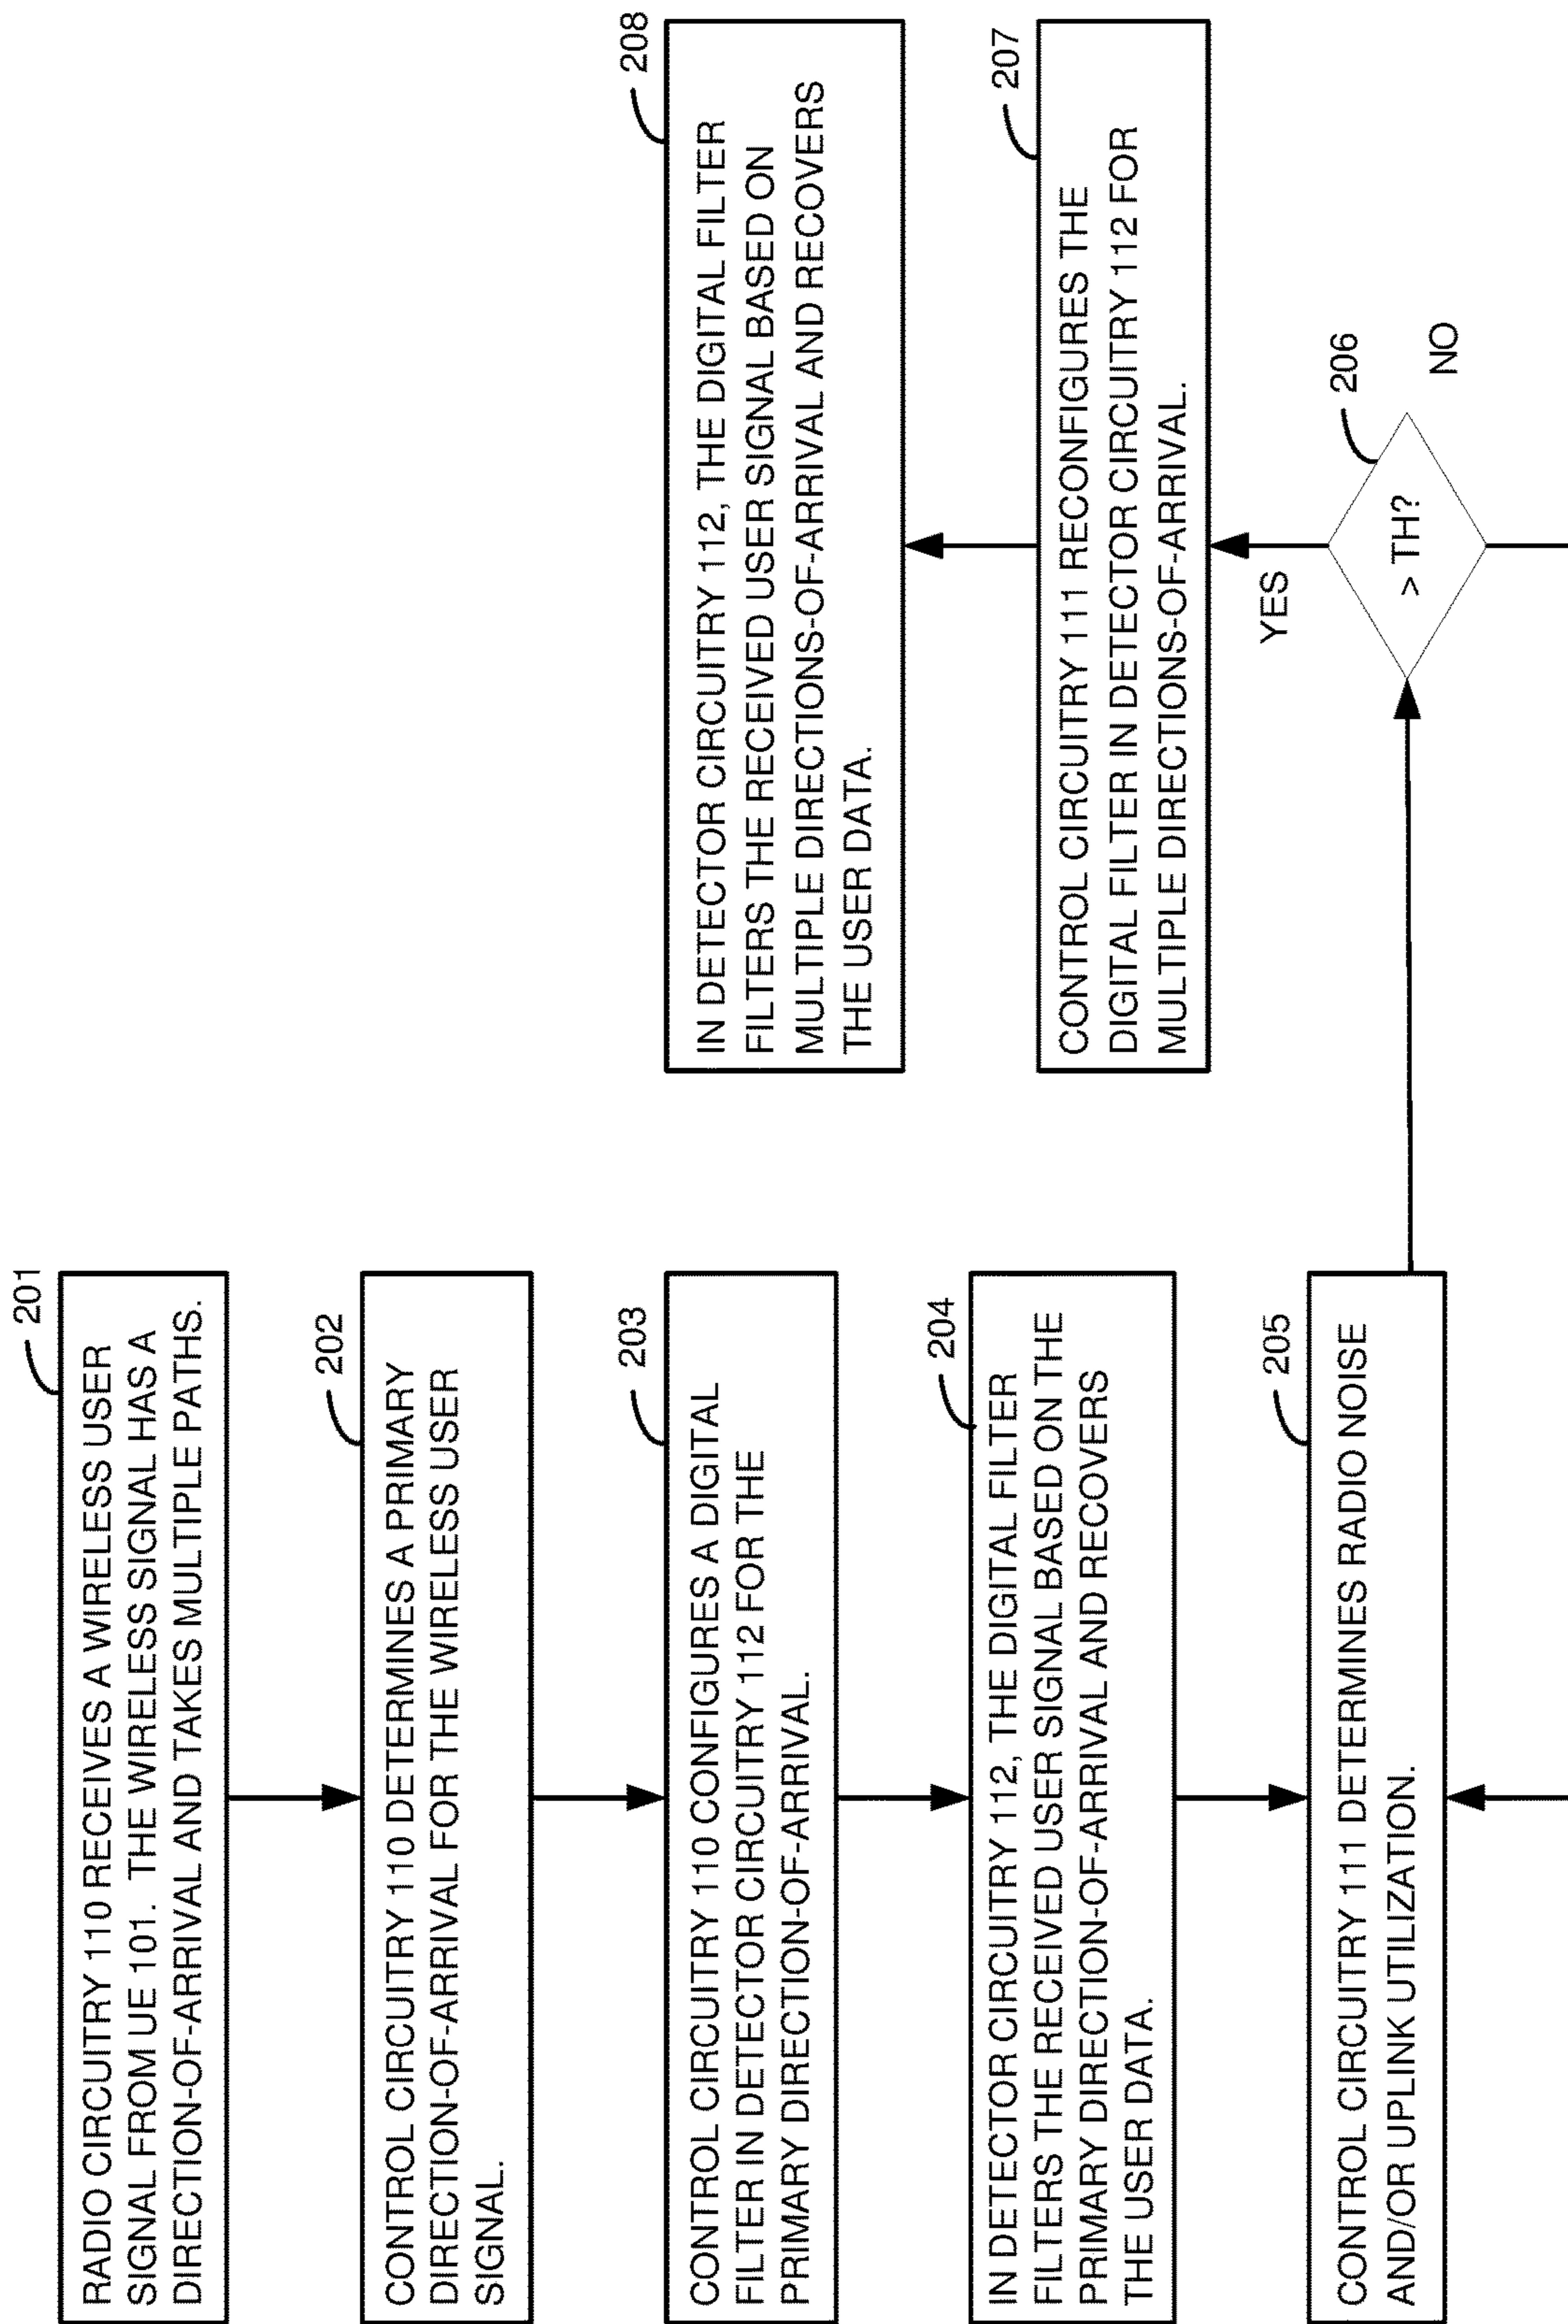 201
RADIO CIRCUITRY 110 RECEIVES A WIRELESS USER
SIGNAL FROM UE 101. THE WIRELESS SIGNAL HAS A
DIRECTION-OF-ARRIVAL AND TAKES MULTIPLE PATHS.
202
CONTROL CIRCUITRY 110 DETERMINES A PRIMARY
DIRECTION-OF-ARRIVAL FOR THE WIRELESS USER
SIGNAL.
203
CONTROL CIRCUITRY 110 CONFIGURES A DIGITAL
FILTER IN DETECTOR CIRCUITRY 112 FOR THE
PRIMARY DIRECTION-OF-ARRIVAL.
204
IN DETECTOR CIRCUITRY 112, THE DIGITAL FILTER
FILTERS THE RECEIVED USER SIGNAL BASED ON THE
PRIMARY DIRECTION-OF-ARRIVAL AND RECOVERS
THE USER DATA.
205
CONTROL CIRCUITRY 111 DETERMINES RADIO NOISE
AND/OR UPLINK UTILIZATION.
206
> TH?
YES
NO
207
CONTROL CIRCUITRY 111 RECONFIGURES THE
DIGITAL FILTER IN DETECTOR CIRCUITRY 112 FOR
MULTIPLE DIRECTIONS-OF-ARRIVAL.
208
IN DETECTOR CIRCUITRY 112, THE DIGITAL FILTER
FILTERS THE RECEIVED USER SIGNAL BASED ON
MULTIPLE DIRECTIONS-OF-ARRIVAL AND RECOVERS
THE USER DATA.